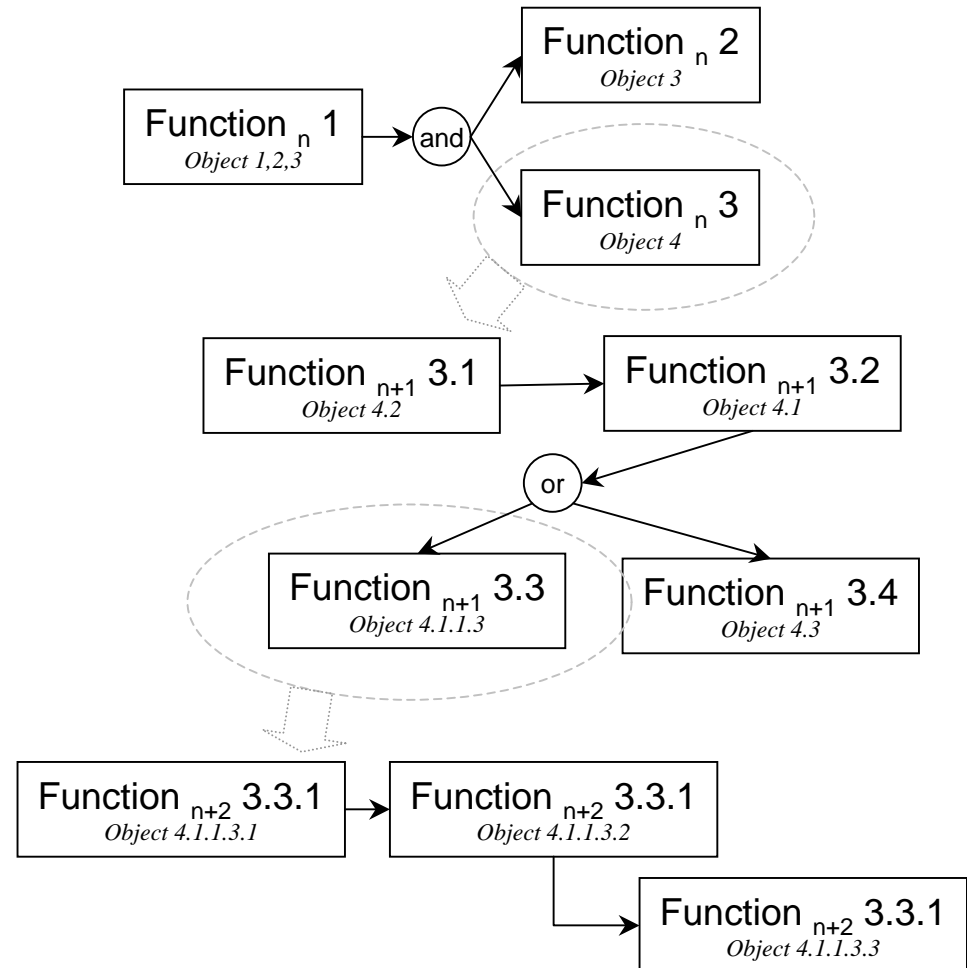 Function n 2
Object 3
Function n 1
Object 1,2,3
and
Function n 3
Object 4
Function n+1 3.1
Object 4.2
Function n+1 3.2
Object 4.1
or
Function n+1 3.3
Object 4.1.1.3
Function n+1 3.4
Object 4.3
Function n+2 3.3.1
Object 4.1.1.3.1
Function n+2 3.3.1
Object 4.1.1.3.2
Function n+2 3.3.1
Object 4.1.1.3.3